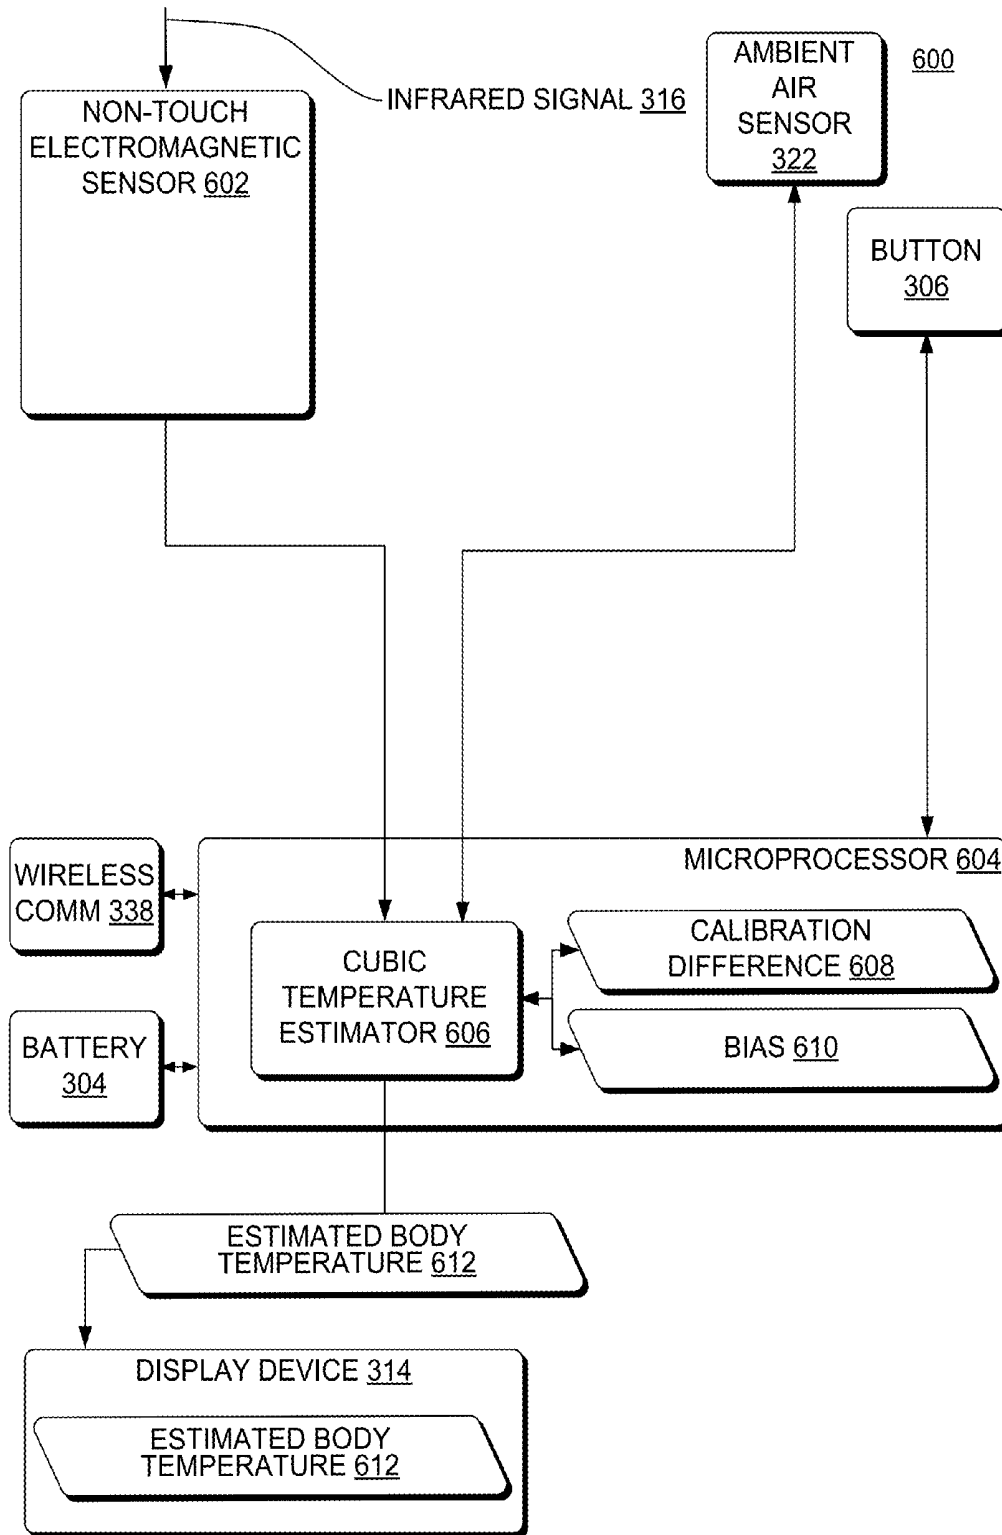 INFRARED SIGNAL 316
AMBIENT
AIR
SENSOR
322
600
NON-TOUCH
ELECTROMAGNETIC
SENSOR 602
BUTTON
306
MICROPROCESSOR 604
WIRELESS
COMM 338
CUBIC
TEMPERATURE
ESTIMATOR 606
CALIBRATION
DIFFERENCE 608
BIAS 610
BATTERY
304
ESTIMATED BODY
TEMPERATURE 612
DISPLAY DEVICE 314
ESTIMATED BODY
TEMPERATURE 612